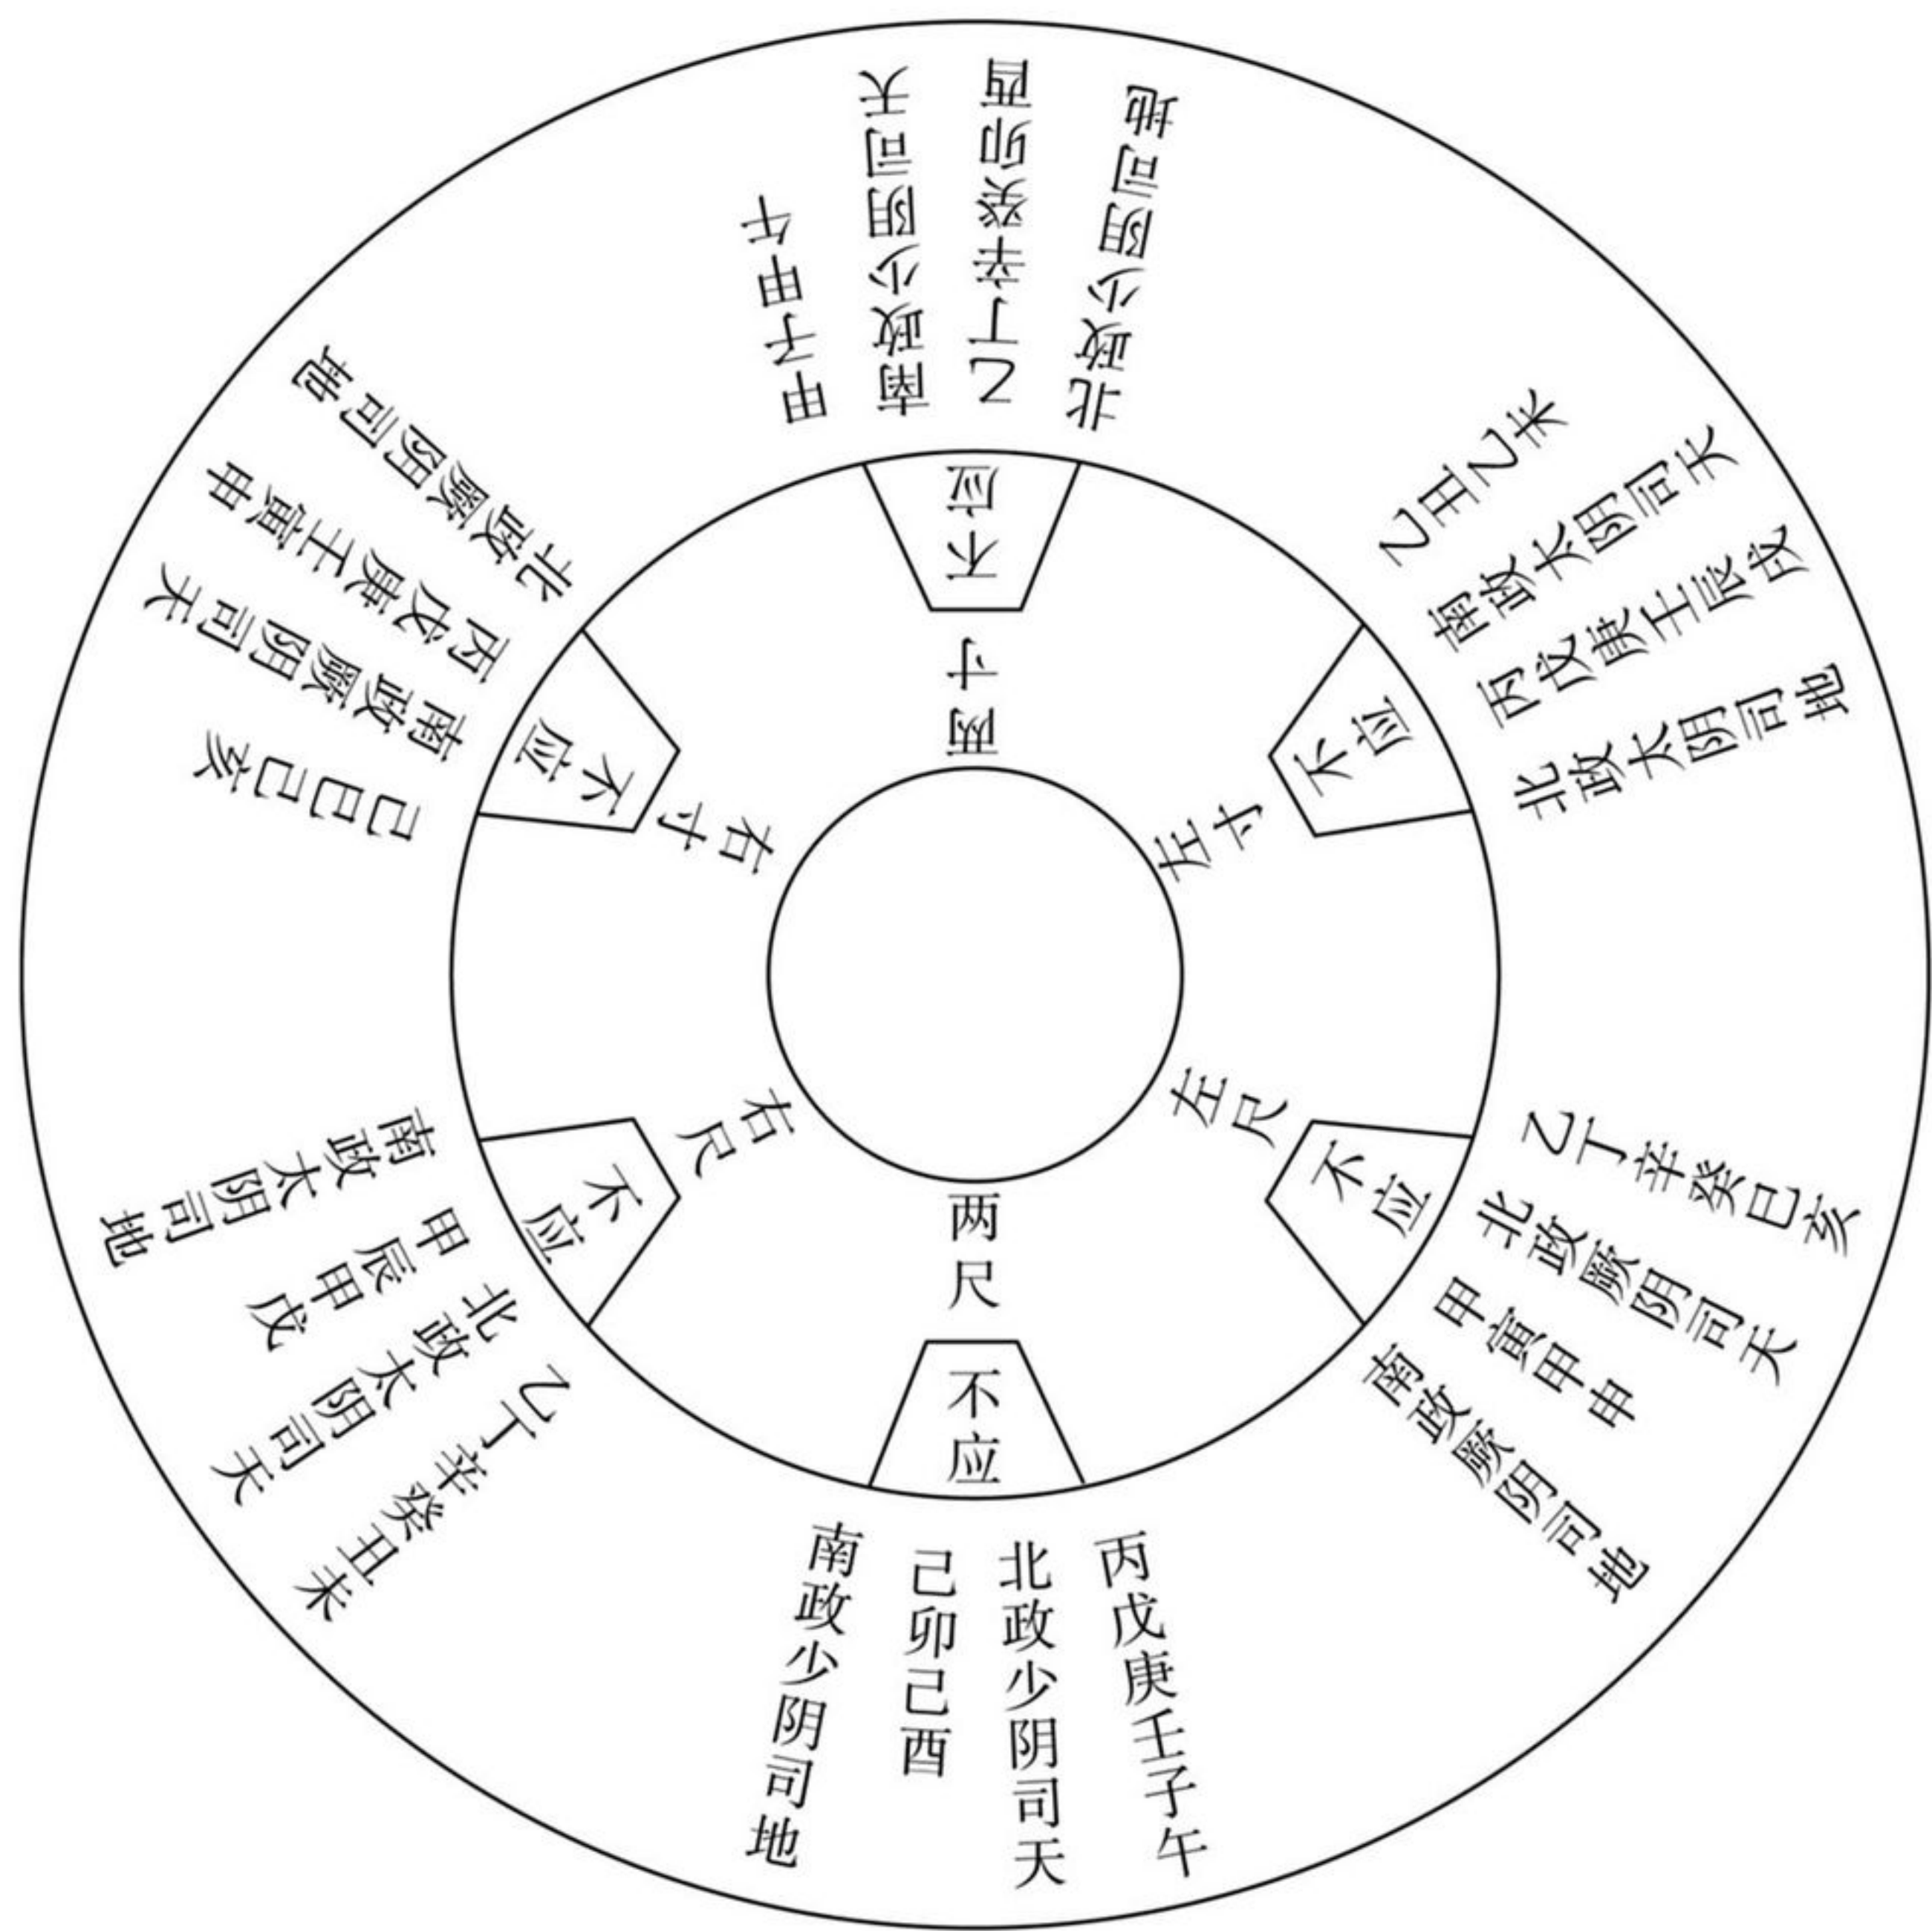 甲子甲午
南政少阴司天
乙丁辛癸卯酉
北政少阴司地
不应
两寸
乙丑乙未
南政太阴司天
丙戊庚壬辰戌
北政太阴司地
不应
左寸
乙丁辛癸巳亥
北政厥阴司天
甲寅甲申
南政厥阴司地
不应
左尺
丙戊庚壬子午
北政少阴司天
己卯己酉
南政少阴司地
不应
两尺
乙丁辛癸丑未
北政太阴司天
甲辰甲戊
南政太阴司地
不应
右尺
己巳己亥
南政厥阴司天
丙戊庚壬寅申
北政厥阴司地
不应
右寸